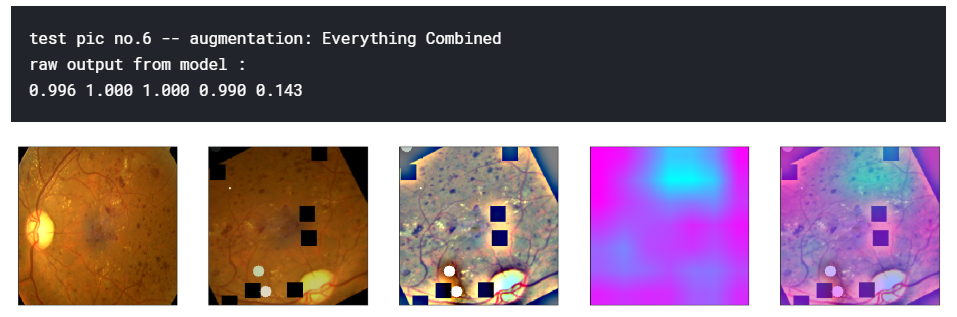 test pic no.6 -- augmentation: Everything Combined
raw output from model :
0.996 1.000 1.000 0.990 0.143